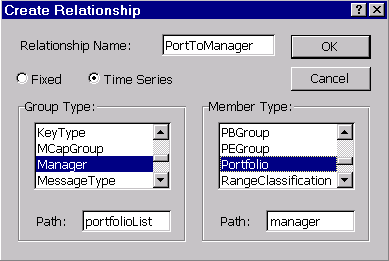 Create Relationship
Relationship Name: PortToManager OK
Fixed Time Series Cancel
Group Type: Member Type:
KeyType PBGroup
MCapGroup PEGroup
Manager Portfolio
MessageType RangeClassification
Path: portfolioList Path: manager